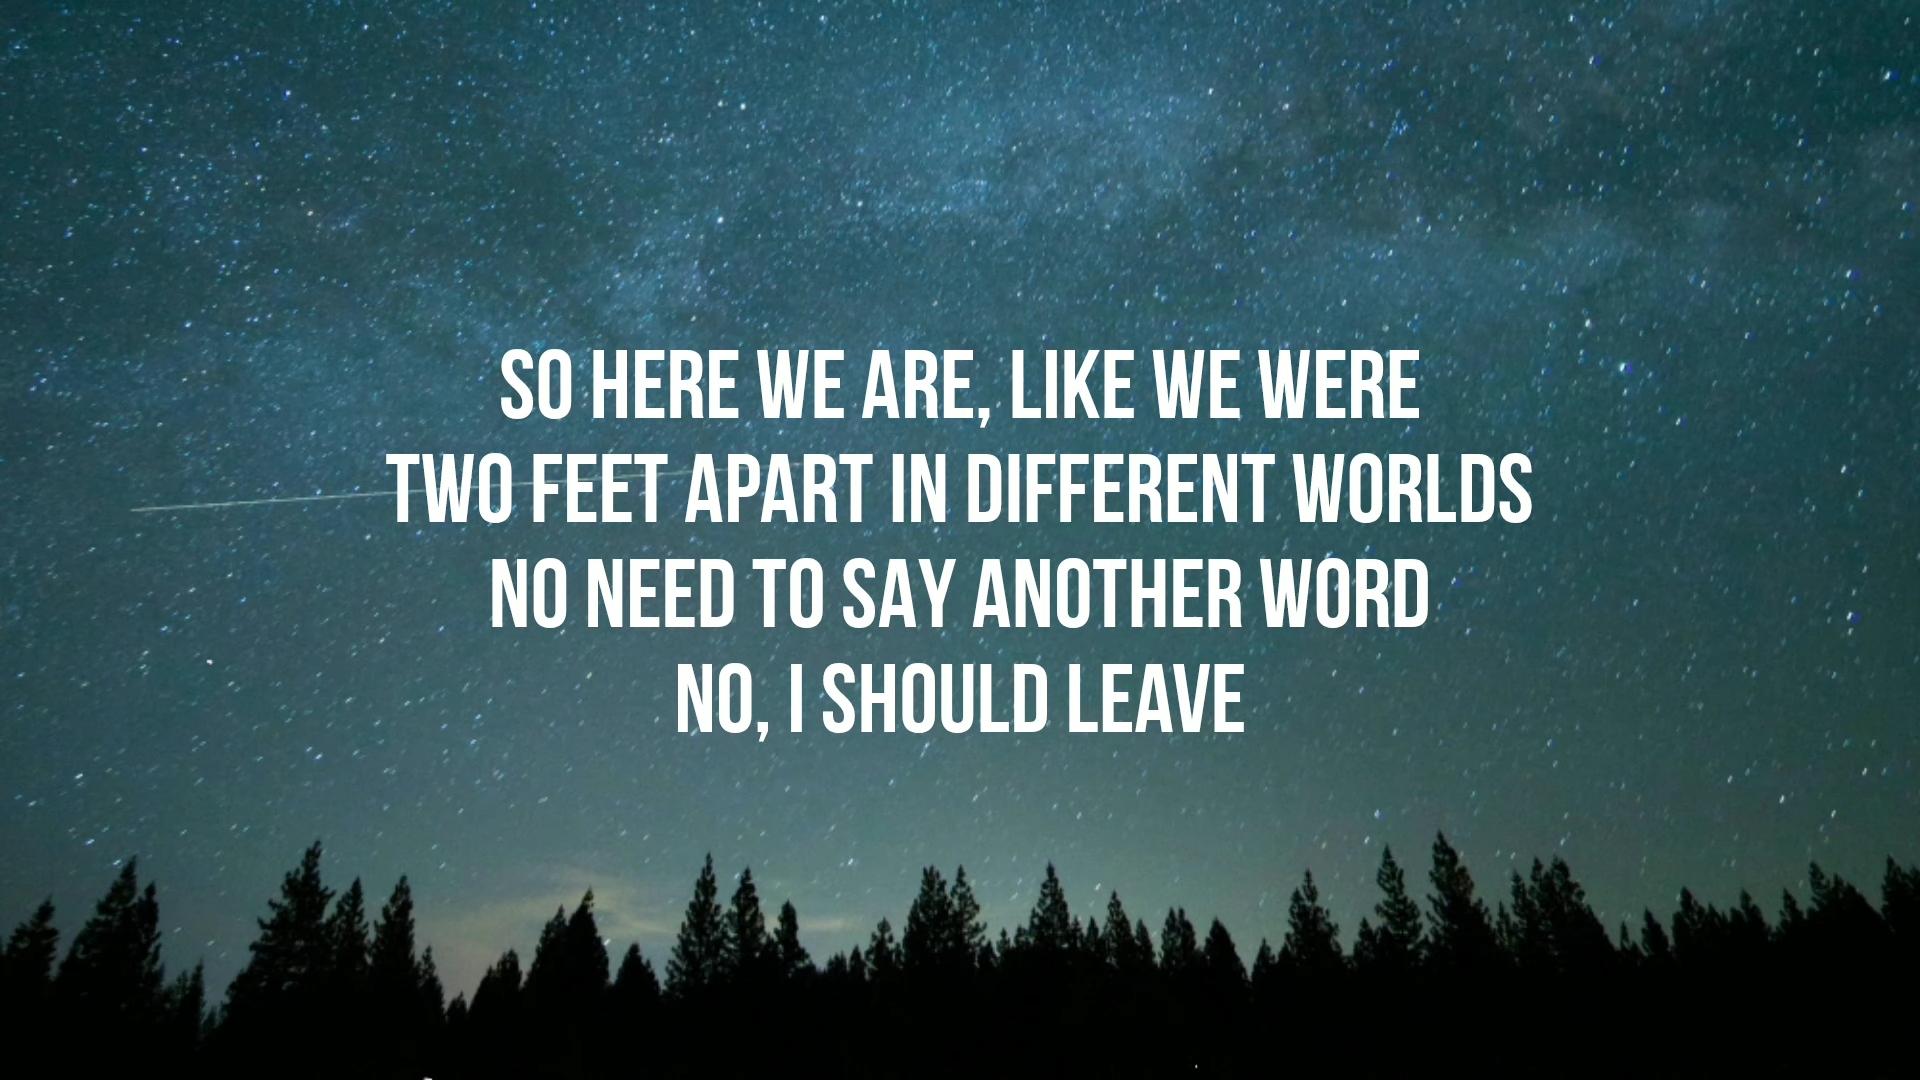 SO HERE WE ARE, LIKE WE WERE
TWO FEET APART IN DIFFERENT WORLDS
NO NEED TO SAY ANOTHER WORD
NO, I SHOULD LEAVE